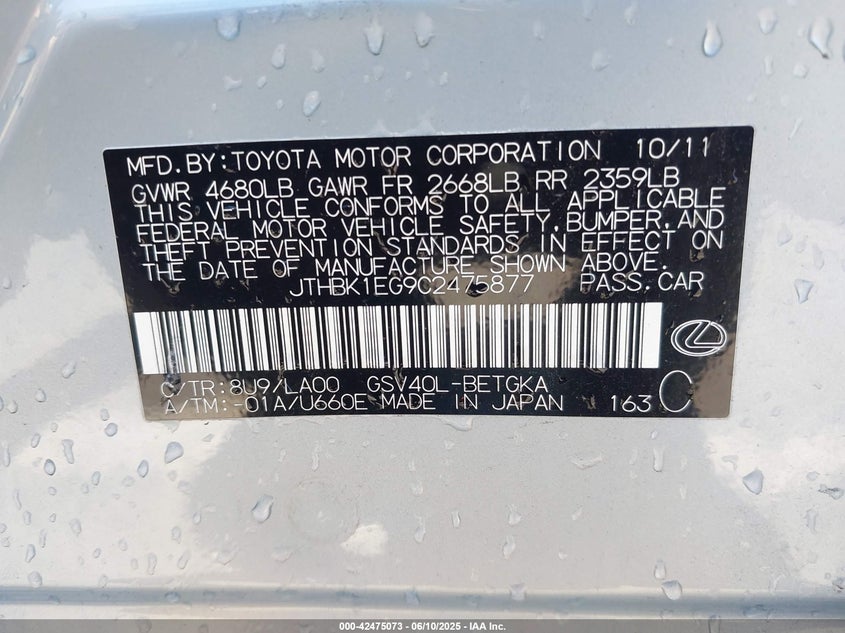 MFD.BY:TOYOTA MOTOR CORPORATION 10/11
GVWR 4680LB GAWR FR 2668LB RR 2359LB
THIS VEHICLE CONFORMS TO ALL APPLICABLE
FEDERAL MOTOR VEHICLE SAFETY,BUMPER,AND
THEFT PREVENTION STANDARDS IN EFFECT ON
THE DATE OF MANUFACTURE SHOWN ABOVE.
JTHBK1EG9C2475877 PASS.CAR
C/TR:8U9/LA00 GSV40L-BETGKA
A/TM:-01A/U660E MADE IN JAPAN 163 C
000-42475073 / 06/10/2025 - IAA Inc.